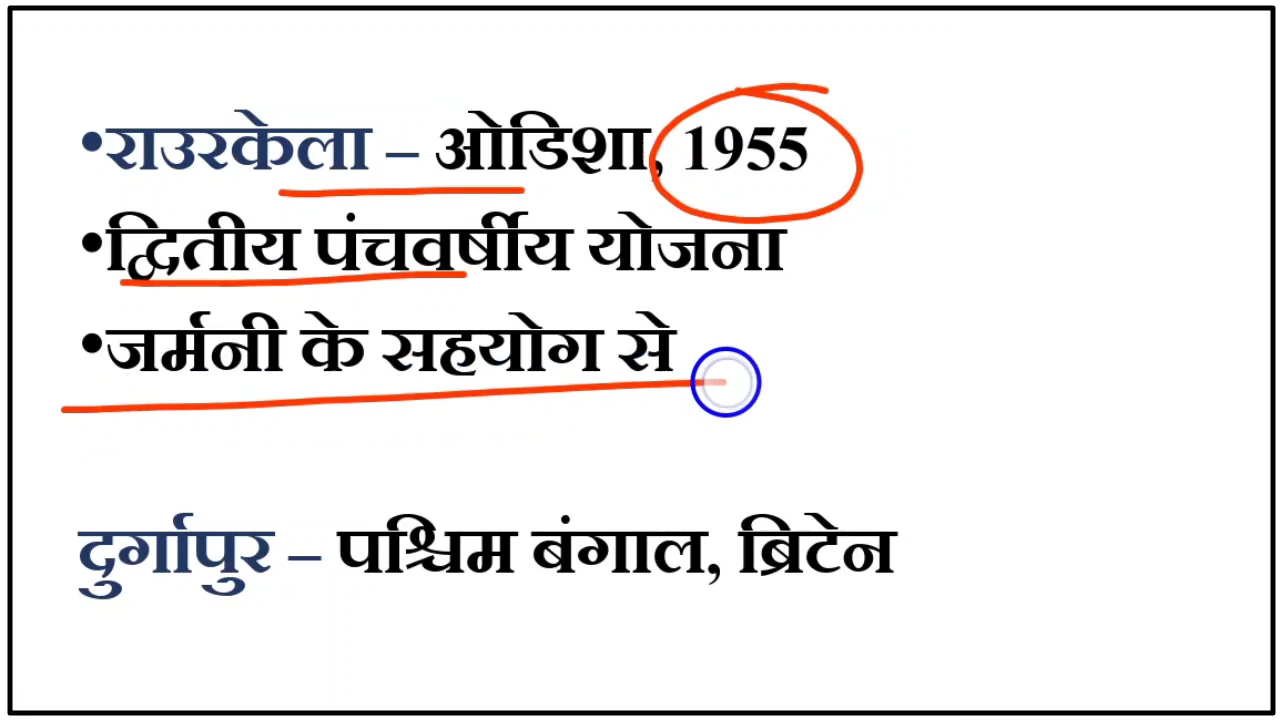 •राउरकेला – ओडिशा, 1955
•द्वितीय पंचवर्षीय योजना
•जर्मनी के सहयोग से
दुर्गापुर – पश्चिम बंगाल, ब्रिटेन